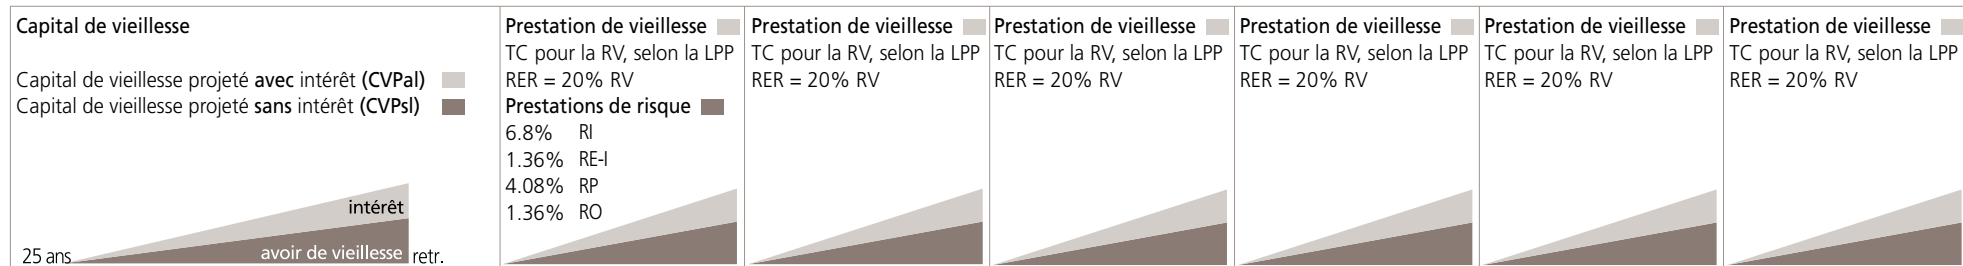 Capital de vieillesse
Capital de vieillesse projeté avec intérêt (CVPaI)
Capital de vieillesse projeté sans intérêt (CVPsI)
intérêt
25 ans avoir de vieillesse retr.
Prestation de vieillesse
TC pour la RV, selon la LPP
RER = 20% RV
Prestations de risque
6.8% RI
1.36% RE-I
4.08% RP
1.36% RO
Prestation de vieillesse
TC pour la RV, selon la LPP
RER = 20% RV
Prestation de vieillesse
TC pour la RV, selon la LPP
RER = 20% RV
Prestation de vieillesse
TC pour la RV, selon la LPP
RER = 20% RV
Prestation de vieillesse
TC pour la RV, selon la LPP
RER = 20% RV
Prestation de vieillesse
TC pour la RV, selon la LPP
RER = 20% RV